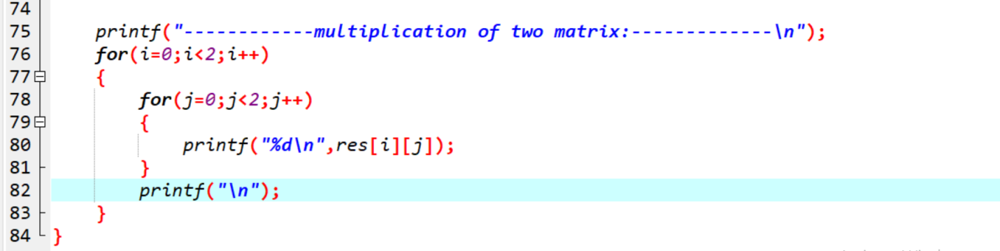 74
75 printf("------------multiplication of two matrix:-------------\n");
76 for(i=0;i<2;i++)
77 {
78 for(j=0;j<2;j++)
79 {
80 printf("%d\n",res[i][j]);
81 }
82 printf("\n");
83 }
84 }